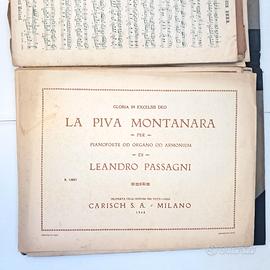 GLORIA IN EXCELSIS DEO
LA PIVA MONTANARA
PER
PIANOFORTE OD ORGANO OD ARMONIUM
DI
LEANDRO PASSAGNI
CARISCH S. A. - MILANO